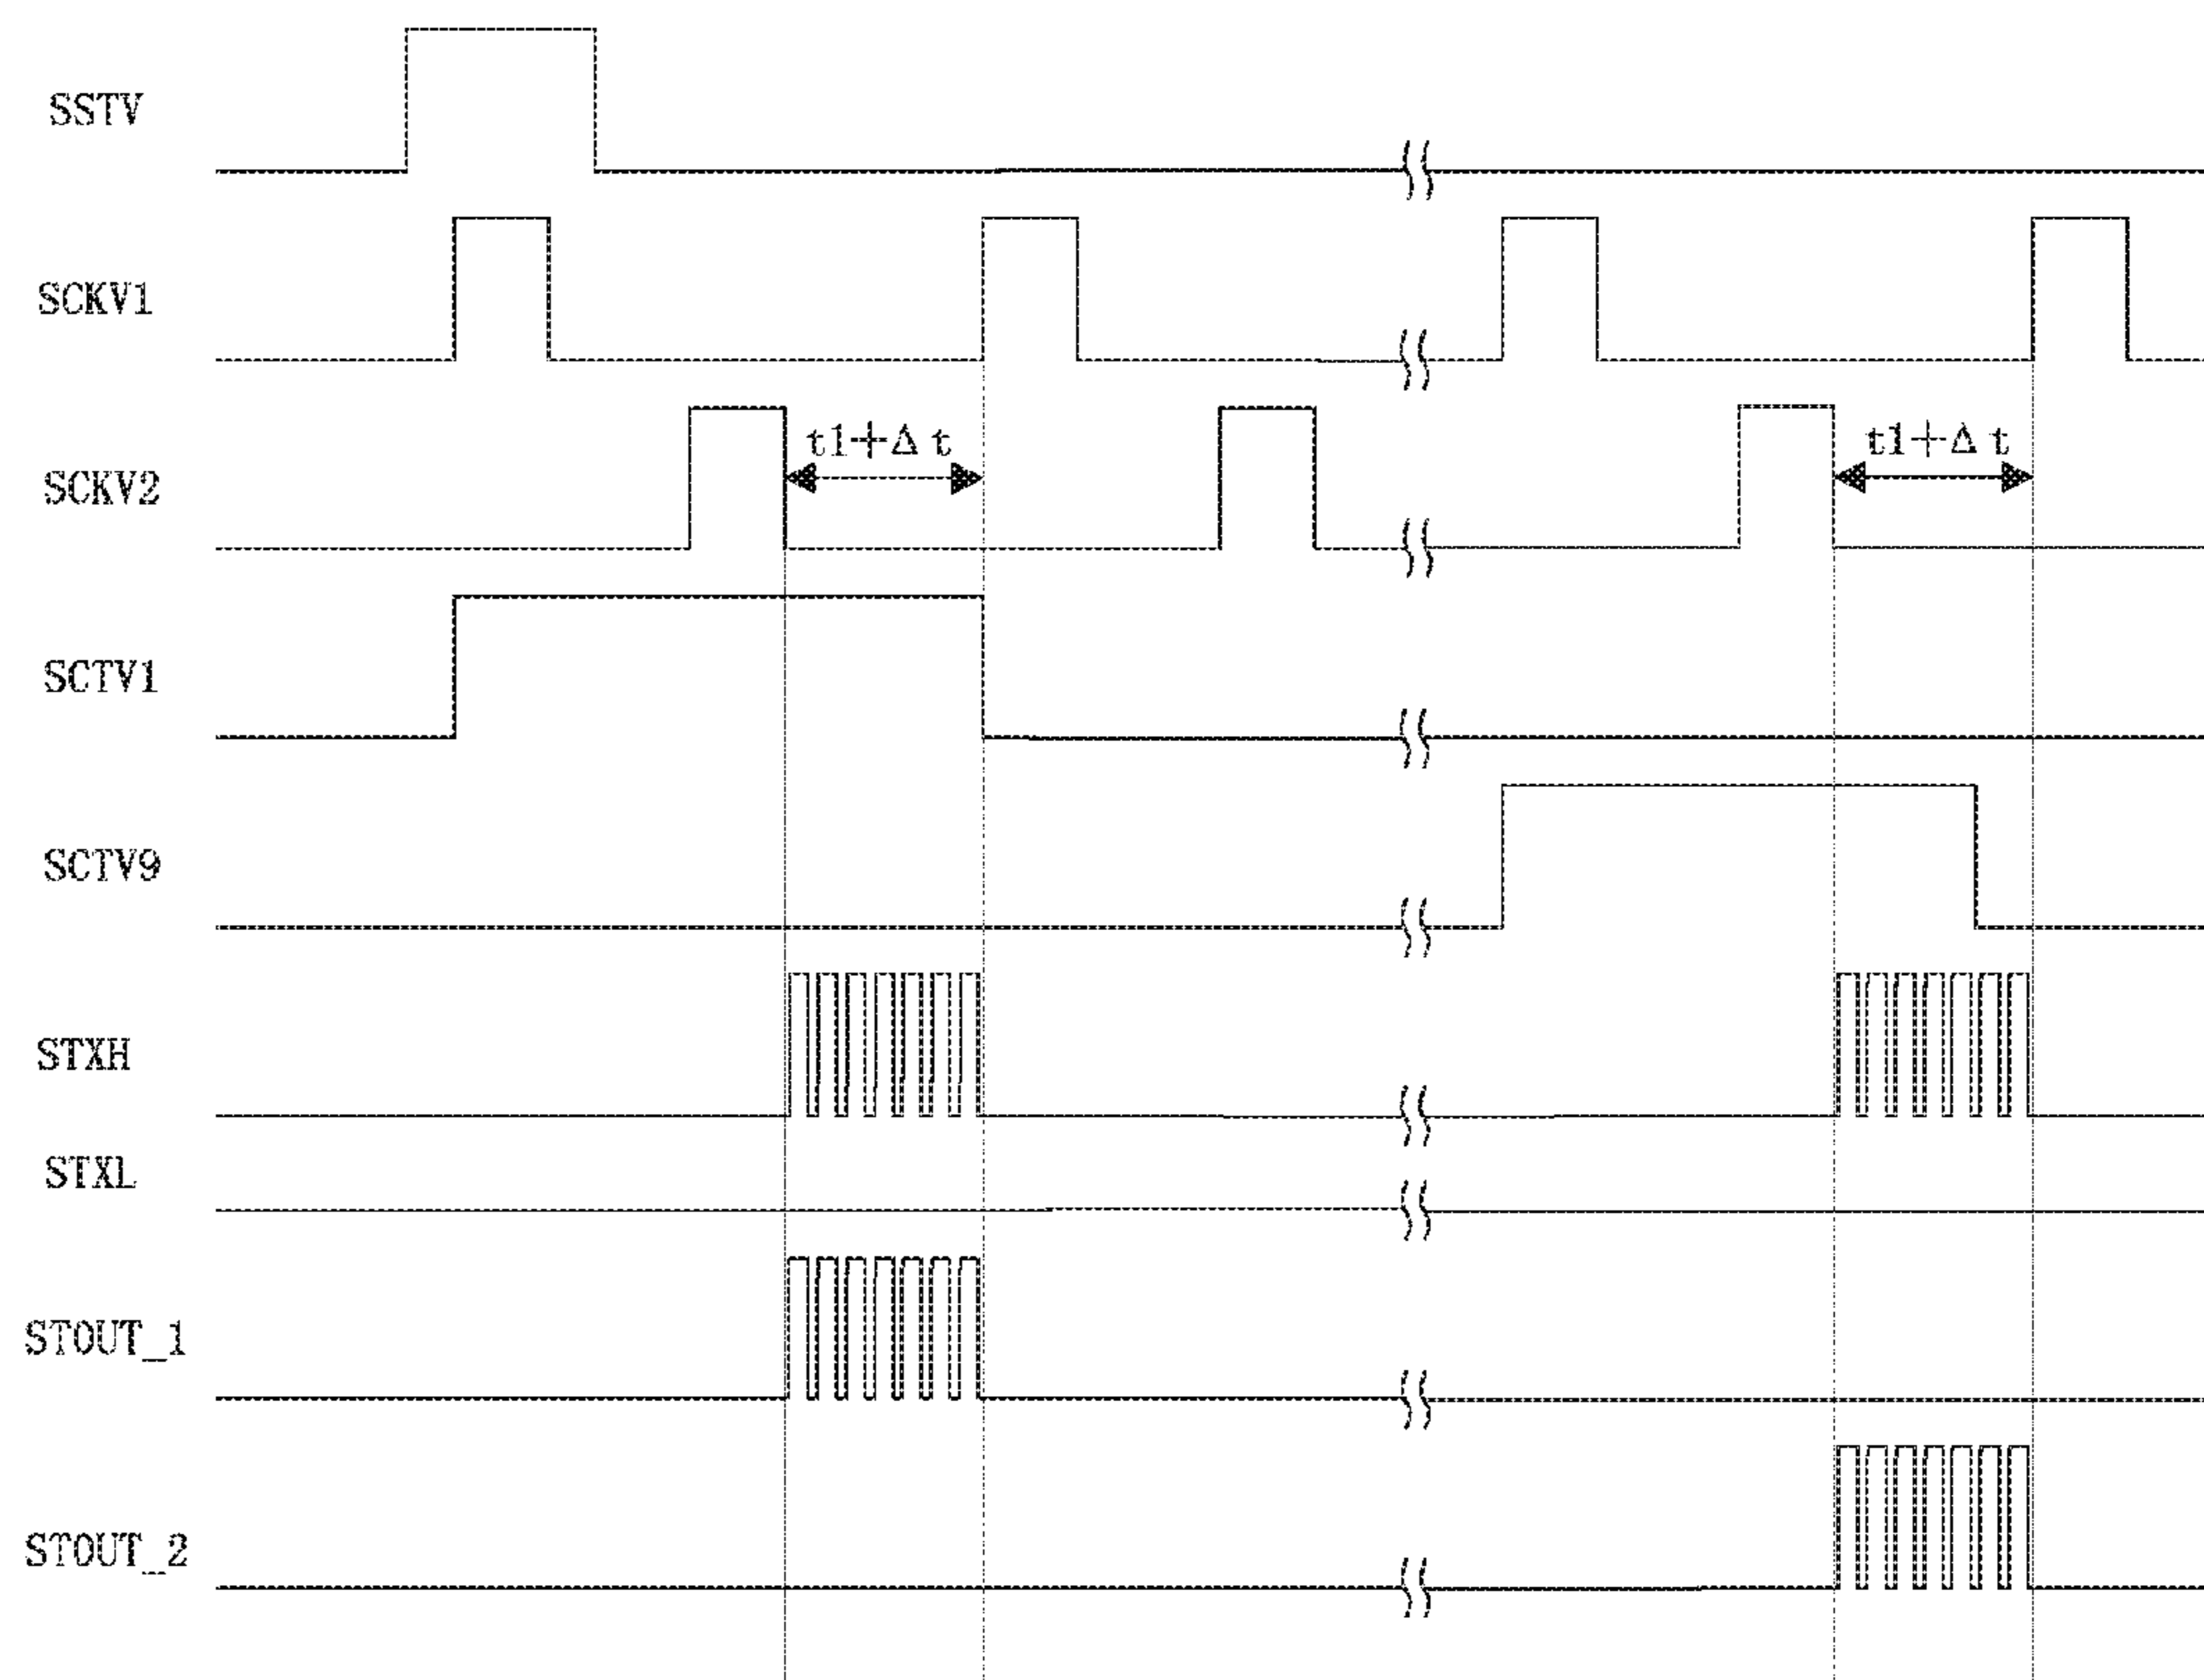 SSTV
SCKV1
SCKV2
t1+Δt
t1+Δt
SCTV1
SCTV9
STXH
STXL
STOUT_1
STOUT_2